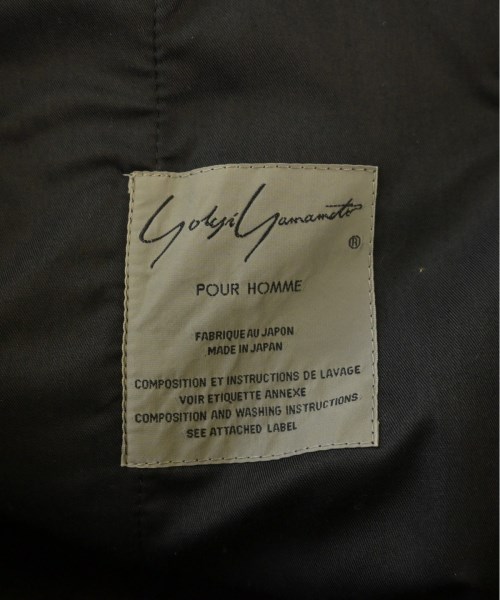 Yohji Yamamoto
®
POUR HOMME
FABRIQUE AU JAPON
MADE IN JAPAN
COMPOSITION ET INSTRUCTIONS DE LAVAGE
VOIR ETIQUETTE ANNEXE
COMPOSITION AND WASHING INSTRUCTIONS
SEE ATTACHED LABEL